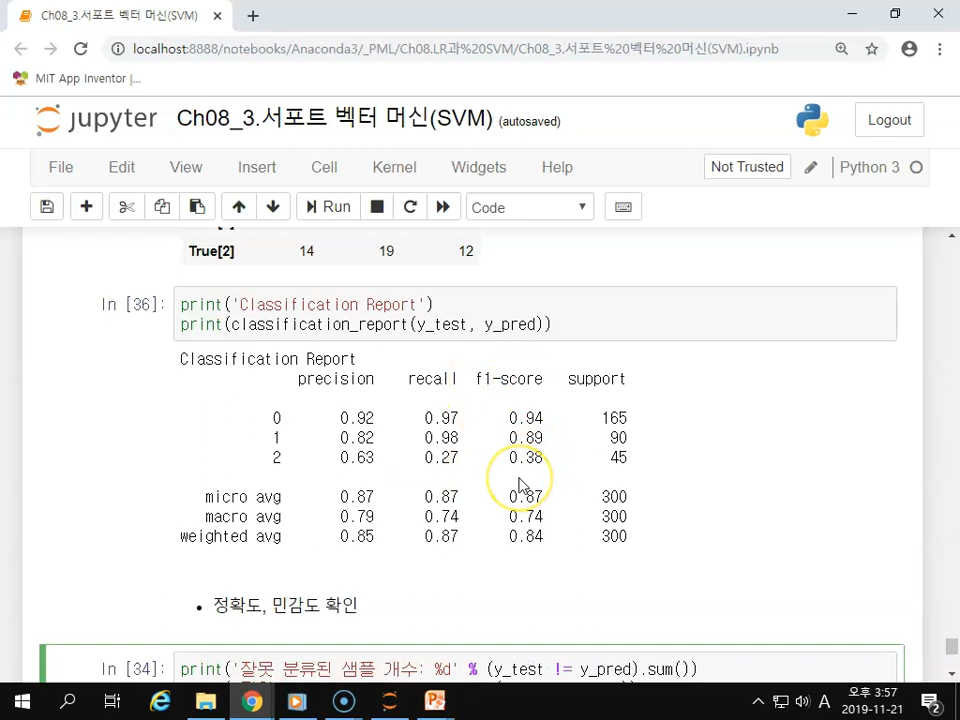 Ch08_3.서포트 벡터 머신(SVM)
localhost:8888/notebooks/Anaconda3/_PML/Ch08.LR과%20SVM/Ch08_3.서포트%20벡터%20머신(SVM).ipynb
MIT App Inventor |...
jupyter Ch08_3.서포트 벡터 머신(SVM) (autosaved) Logout
File Edit View Insert Cell Kernel Widgets Help Not Trusted Python 3
Run Code
True[2] 14 19 12
In [36]: print('Classification Report')
print(classification_report(y_test, y_pred))
Classification Report
precision recall f1-score support
0 0.92 0.97 0.94 165
1 0.82 0.98 0.89 90
2 0.63 0.27 0.38 45
micro avg 0.87 0.87 0.87 300
macro avg 0.79 0.74 0.74 300
weighted avg 0.85 0.87 0.84 300
• 정확도, 민감도 확인
In [34]: print('잘못 분류된 샘플 개수: %d' % (y_test != y_pred).sum())
A 오후 3:57
2019-11-21
2